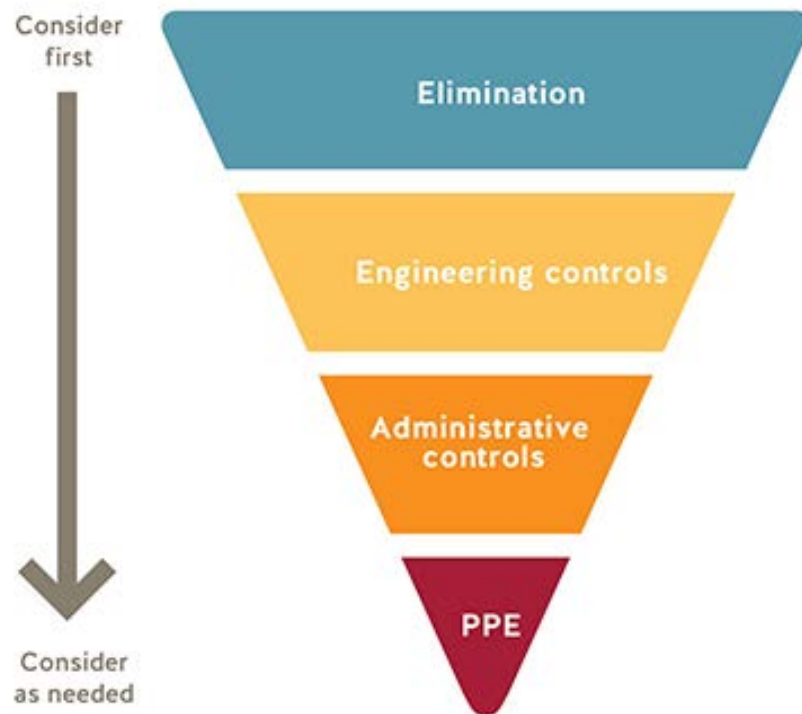 Consider
first
Elimination
Engineering controls
Administrative
controls
PPE
Consider
as needed